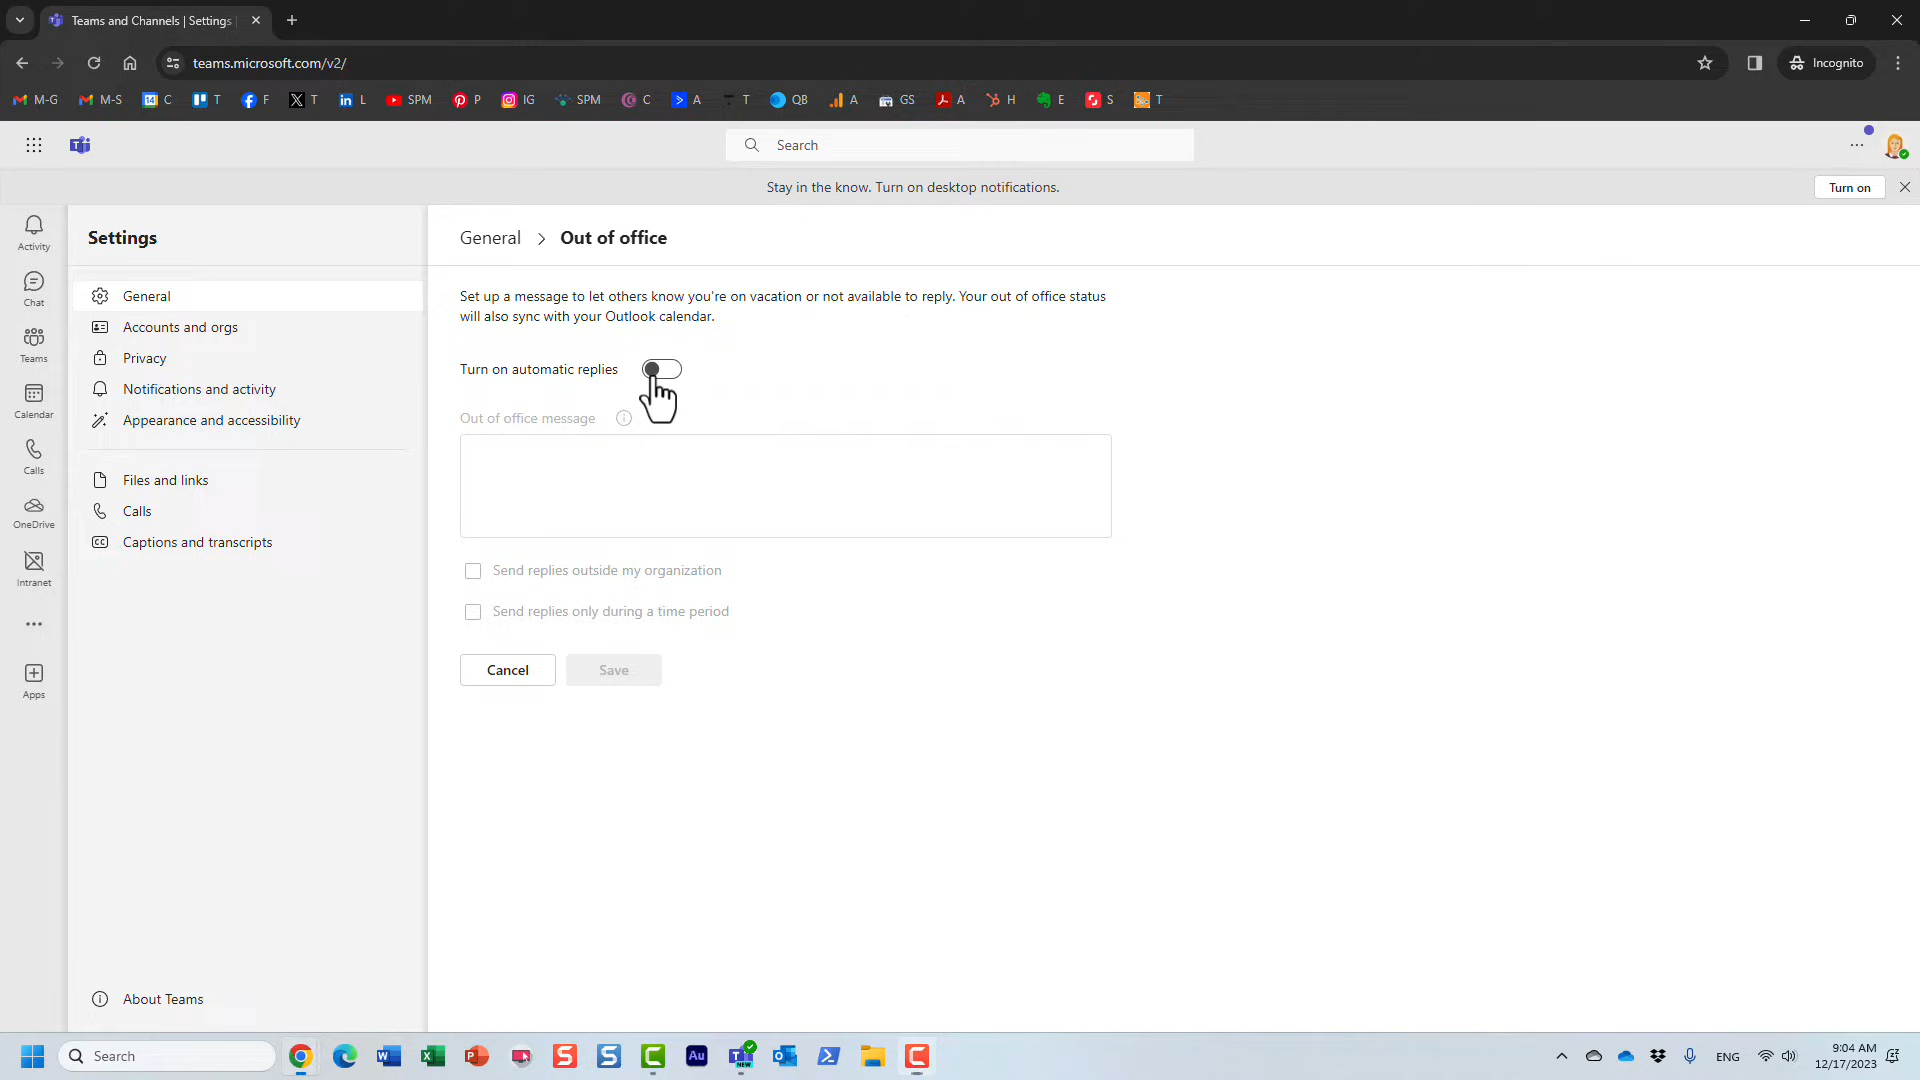 Teams and Channels | Settings
teams.microsoft.com/v2/
Incognito
M-G M-S C T F T L SPM P IG SPM C A T QB A GS A H E S T
Search
Stay in the know. Turn on desktop notifications.
Turn on
Activity
Chat
Teams
Calendar
Calls
OneDrive
Intranet
Apps
Settings
General
Accounts and orgs
Privacy
Notifications and activity
Appearance and accessibility
Files and links
Calls
Captions and transcripts
About Teams
General > Out of office
Set up a message to let others know you're on vacation or not available to reply. Your out of office status
will also sync with your Outlook calendar.
Turn on automatic replies
Out of office message
Send replies outside my organization
Send replies only during a time period
Cancel Save
Search
ENG
9:04 AM
12/17/2023